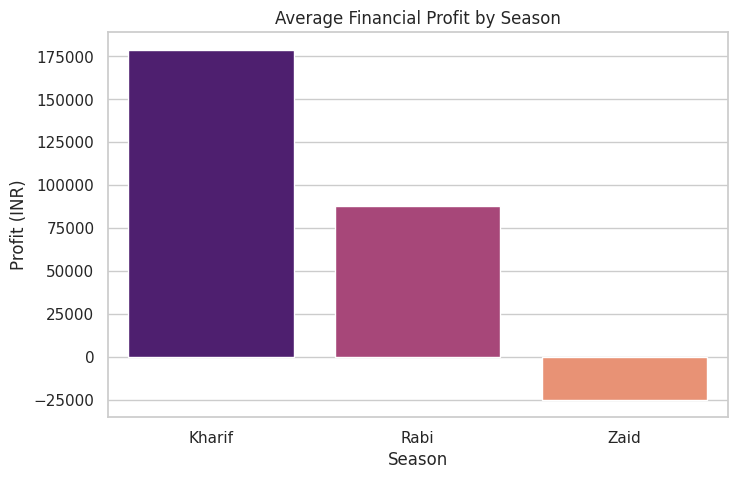 Average Financial Profit by Season
Profit (INR)
175000
150000
125000
100000
75000
50000
25000
0
−25000
Kharif Rabi Zaid
Season